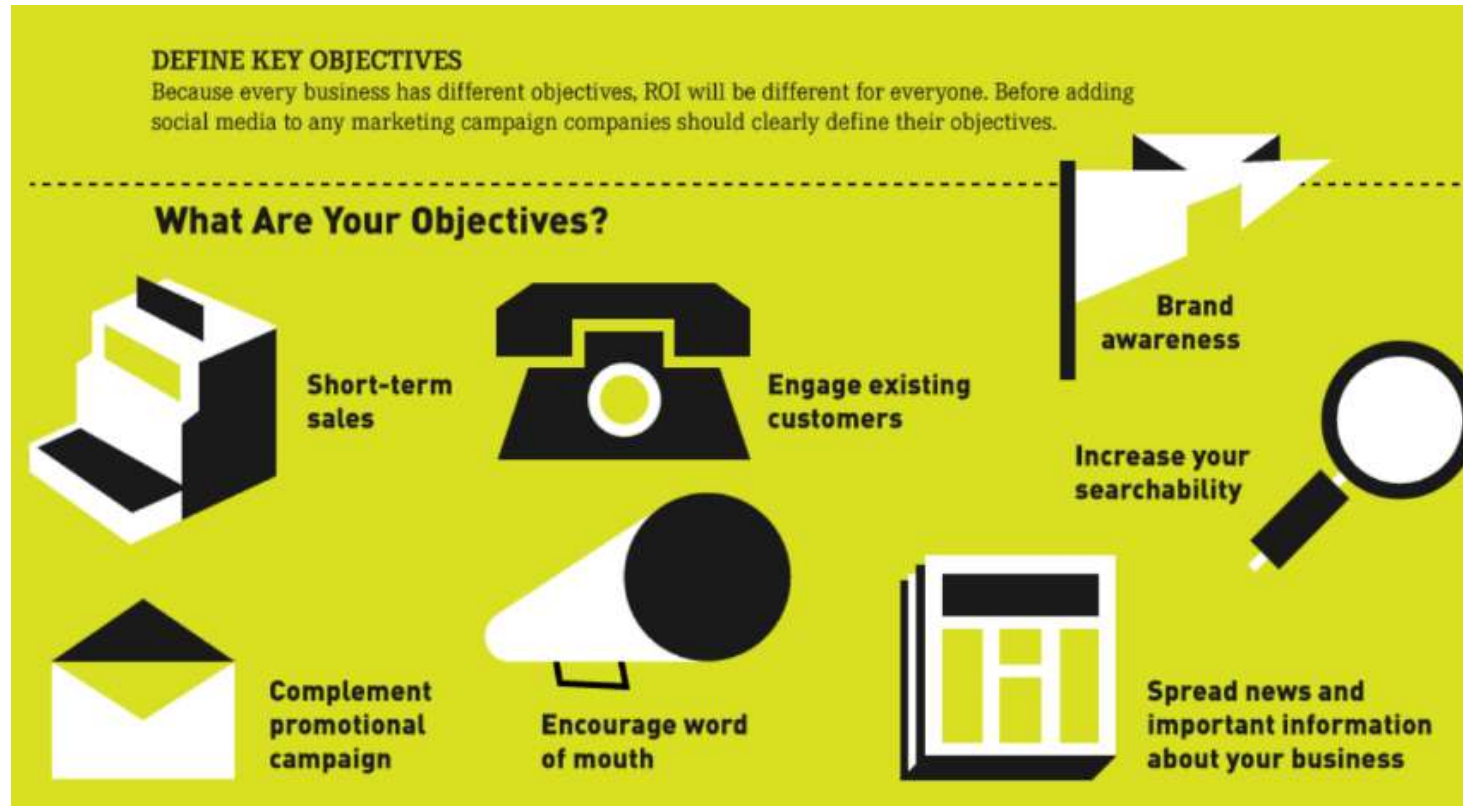 DEFINE KEY OBJECTIVES
Because every business has different objectives, ROI will be different for everyone. Before adding
social media to any marketing campaign companies should clearly define their objectives.
What Are Your Objectives?
Short-term
sales
Engage existing
customers
Brand
awareness
Increase your
searchability
Complement
promotional
campaign
Encourage word
of mouth
Spread news and
important information
about your business